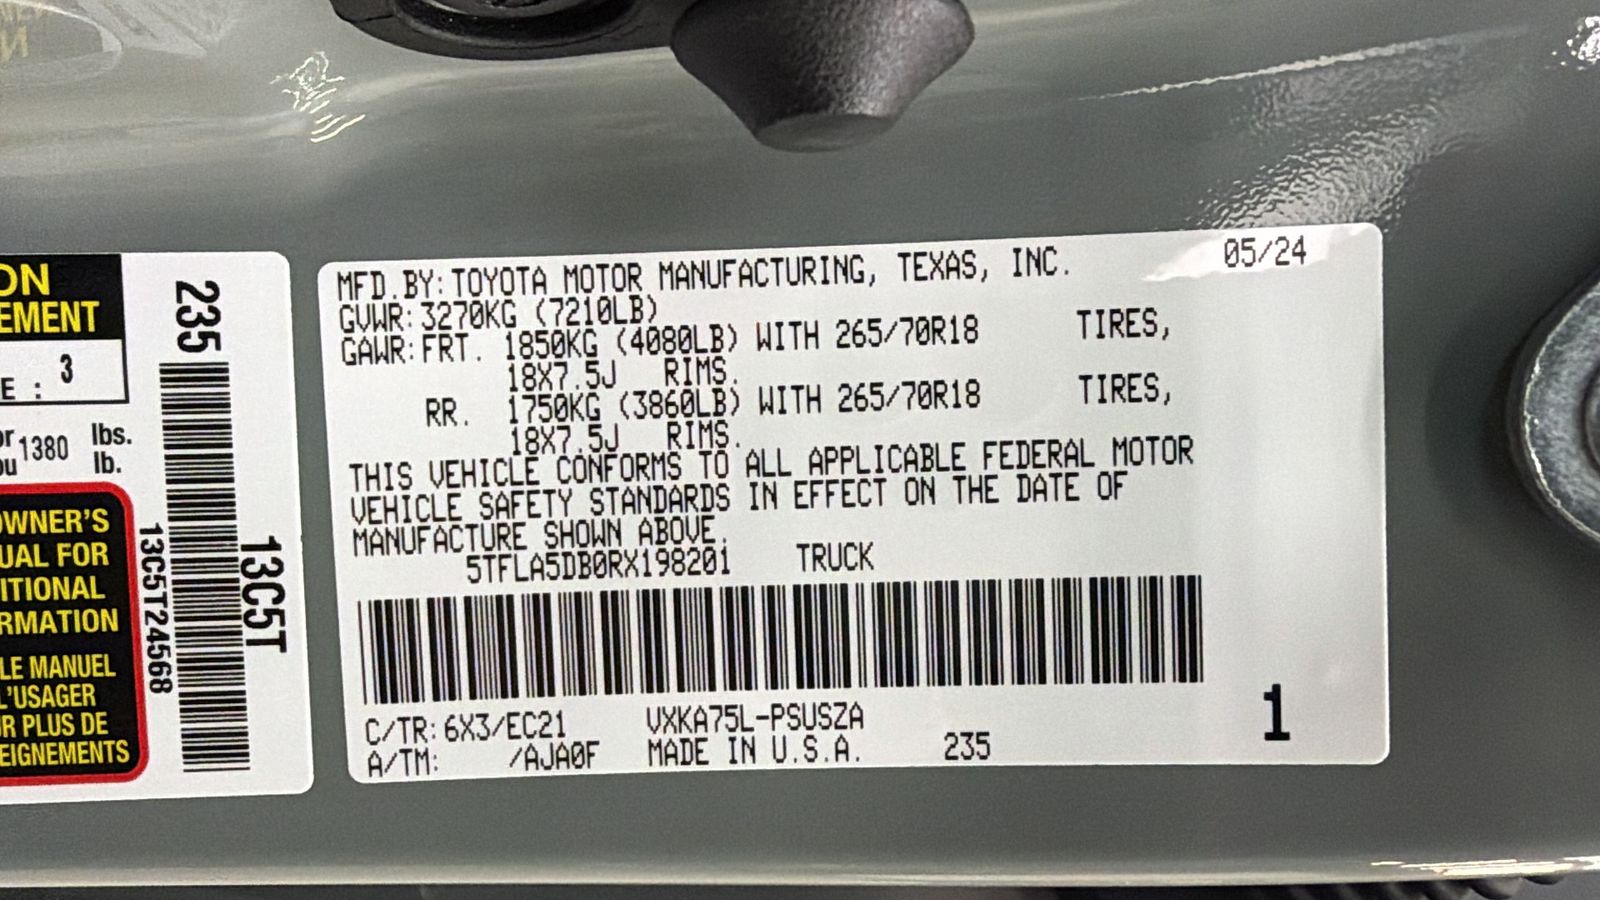 ON
EMENT
E : 3
or
ou 1380 lbs.
lb.
OWNER'S
UAL FOR
ITIONAL
RMATION
LE MANUEL
L'USAGER
R PLUS DE
EIGNEMENTS
235
13C5T24568
13C5T
MFD.BY: TOYOTA MOTOR MANUFACTURING, TEXAS, INC. 05/24
GVWR: 3270KG (7210LB)
GAWR: FRT. 1850KG (4080LB) WITH 265/70R18 TIRES,
18X7.5J RIMS.
RR. 1750KG (3860LB) WITH 265/70R18 TIRES,
18X7.5J RIMS.
THIS VEHICLE CONFORMS TO ALL APPLICABLE FEDERAL MOTOR
VEHICLE SAFETY STANDARDS IN EFFECT ON THE DATE OF
MANUFACTURE SHOWN ABOVE.
5TFLA5DB0RX198201 TRUCK
C/TR: 6X3/EC21 VXKA75L-PSUSZA
A/TM: /AJA0F MADE IN U.S.A. 235
1